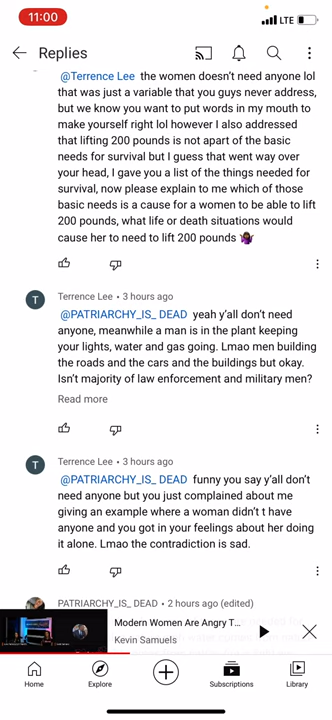 11:00
LTE
Replies
@Terrence Lee the women doesn’t need anyone lol
that was just a variable that you guys never address,
but we know you want to put words in my mouth to
make yourself right lol however I also addressed
that lifting 200 pounds is not apart of the basic
needs for survival but I guess that went way over
your head, I gave you a list of the things needed for
survival, now please explain to me which of those
basic needs is a cause for a women to be able to lift
200 pounds, what life or death situations would
cause her to need to lift 200 pounds 🤷🏾‍♀️
T
Terrence Lee • 3 hours ago
@PATRIARCHY_IS_ DEAD yeah y’all don’t need
anyone, meanwhile a man is in the plant keeping
your lights, water and gas going. Lmao men building
the roads and the cars and the buildings but okay.
Isn’t majority of law enforcement and military men?
Read more
T
Terrence Lee • 3 hours ago
@PATRIARCHY_IS_ DEAD funny you say y’all don’t
need anyone but you just complained about me
giving an example where a woman didn’t t have
anyone and you got in your feelings about her doing
it alone. Lmao the contradiction is sad.
PATRIARCHY_IS_ DEAD • 2 hours ago (edited)
Modern Women Are Angry T...
Kevin Samuels
Home
Explore
Subscriptions
Library